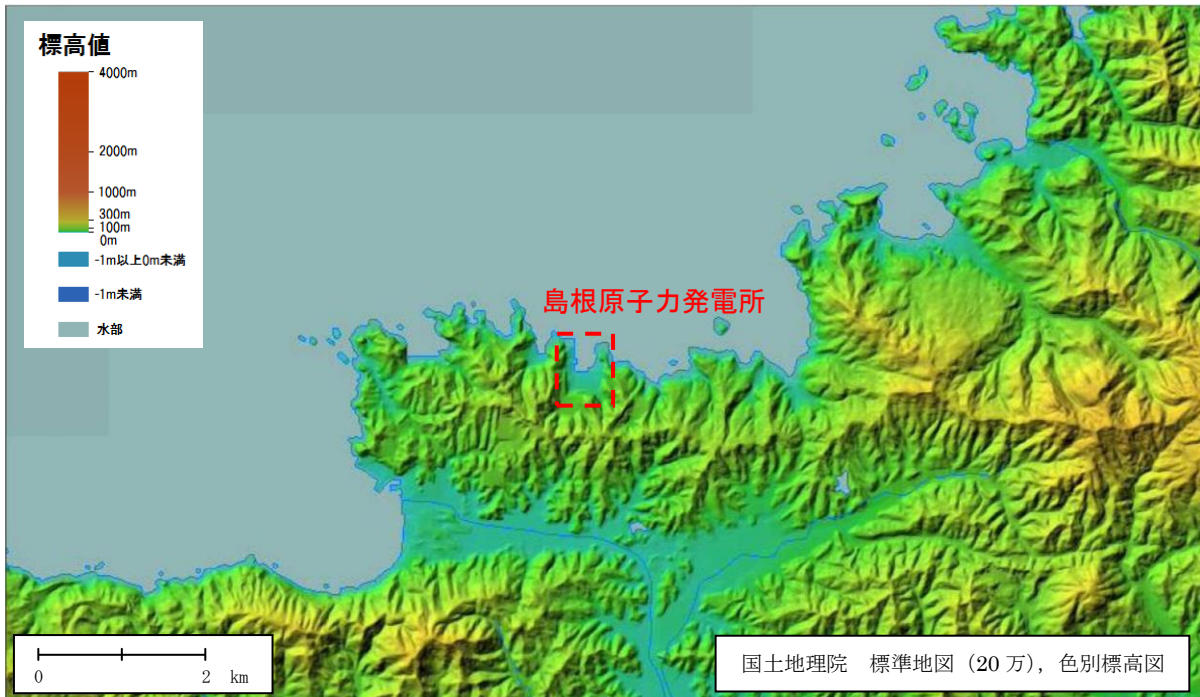 標高値
4000m
2000m
1000m
300m
100m
0m
-1m以上0m未満
-1m未満
水部
島根原子力発電所
0 2 km
国土地理院 標準地図（20 万），色別標高図